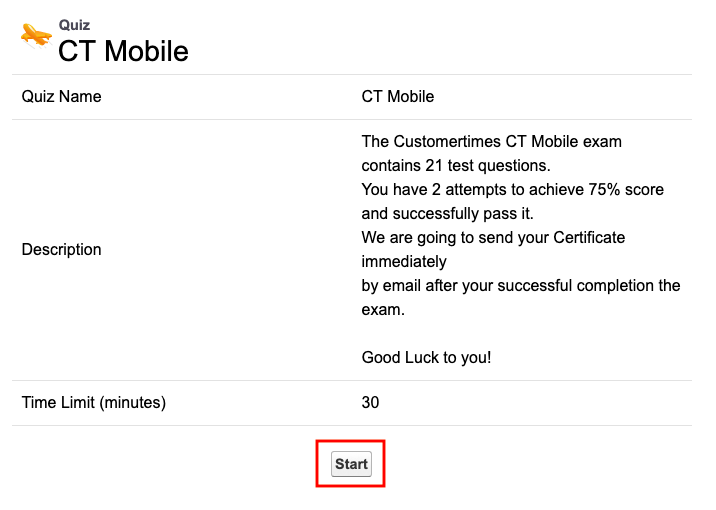 Quiz
CT Mobile
Quiz Name
CT Mobile
Description
The Customertimes CT Mobile exam
contains 21 test questions.
You have 2 attempts to achieve 75% score
and successfully pass it.
We are going to send your Certificate
immediately
by email after your successful completion the
exam.
Good Luck to you!
Time Limit (minutes)
30
Start